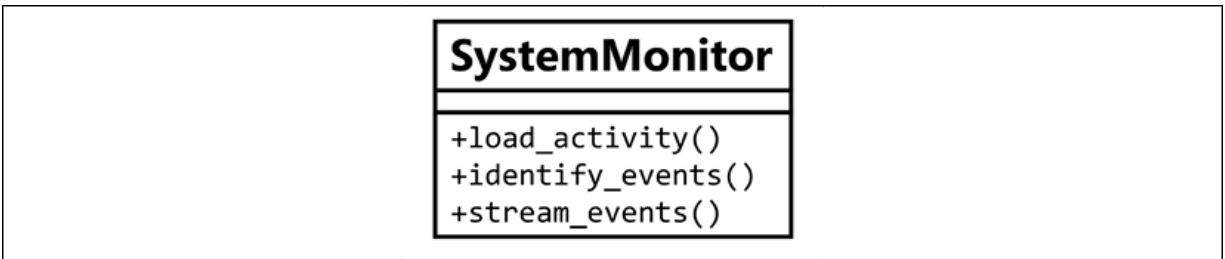 SystemMonitor
+load_activity()
+identify_events()
+stream_events()